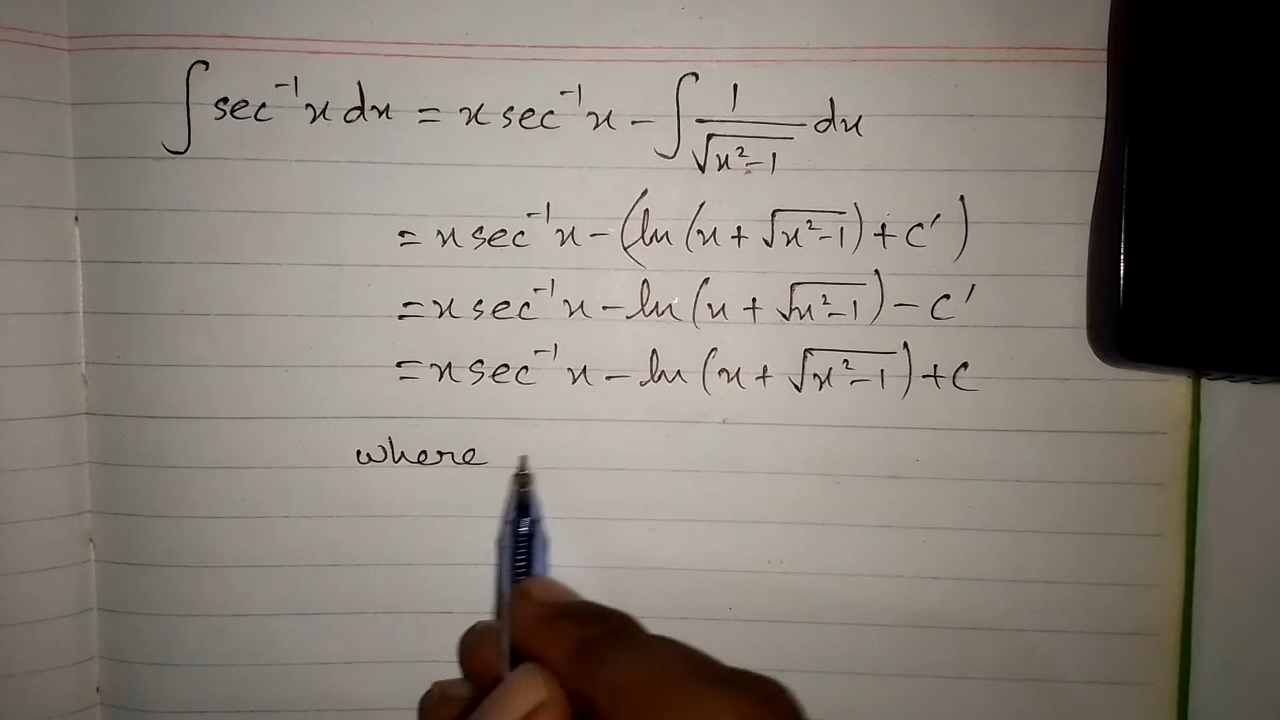 ∫ sec⁻¹x dx = x sec⁻¹x - ∫ 1/√(x²-1) dx
= x sec⁻¹x - (ln(x + √(x²-1)) + c')
= x sec⁻¹x - ln(x + √(x²-1)) - c'
= x sec⁻¹x - ln(x + √(x²-1)) + c
where